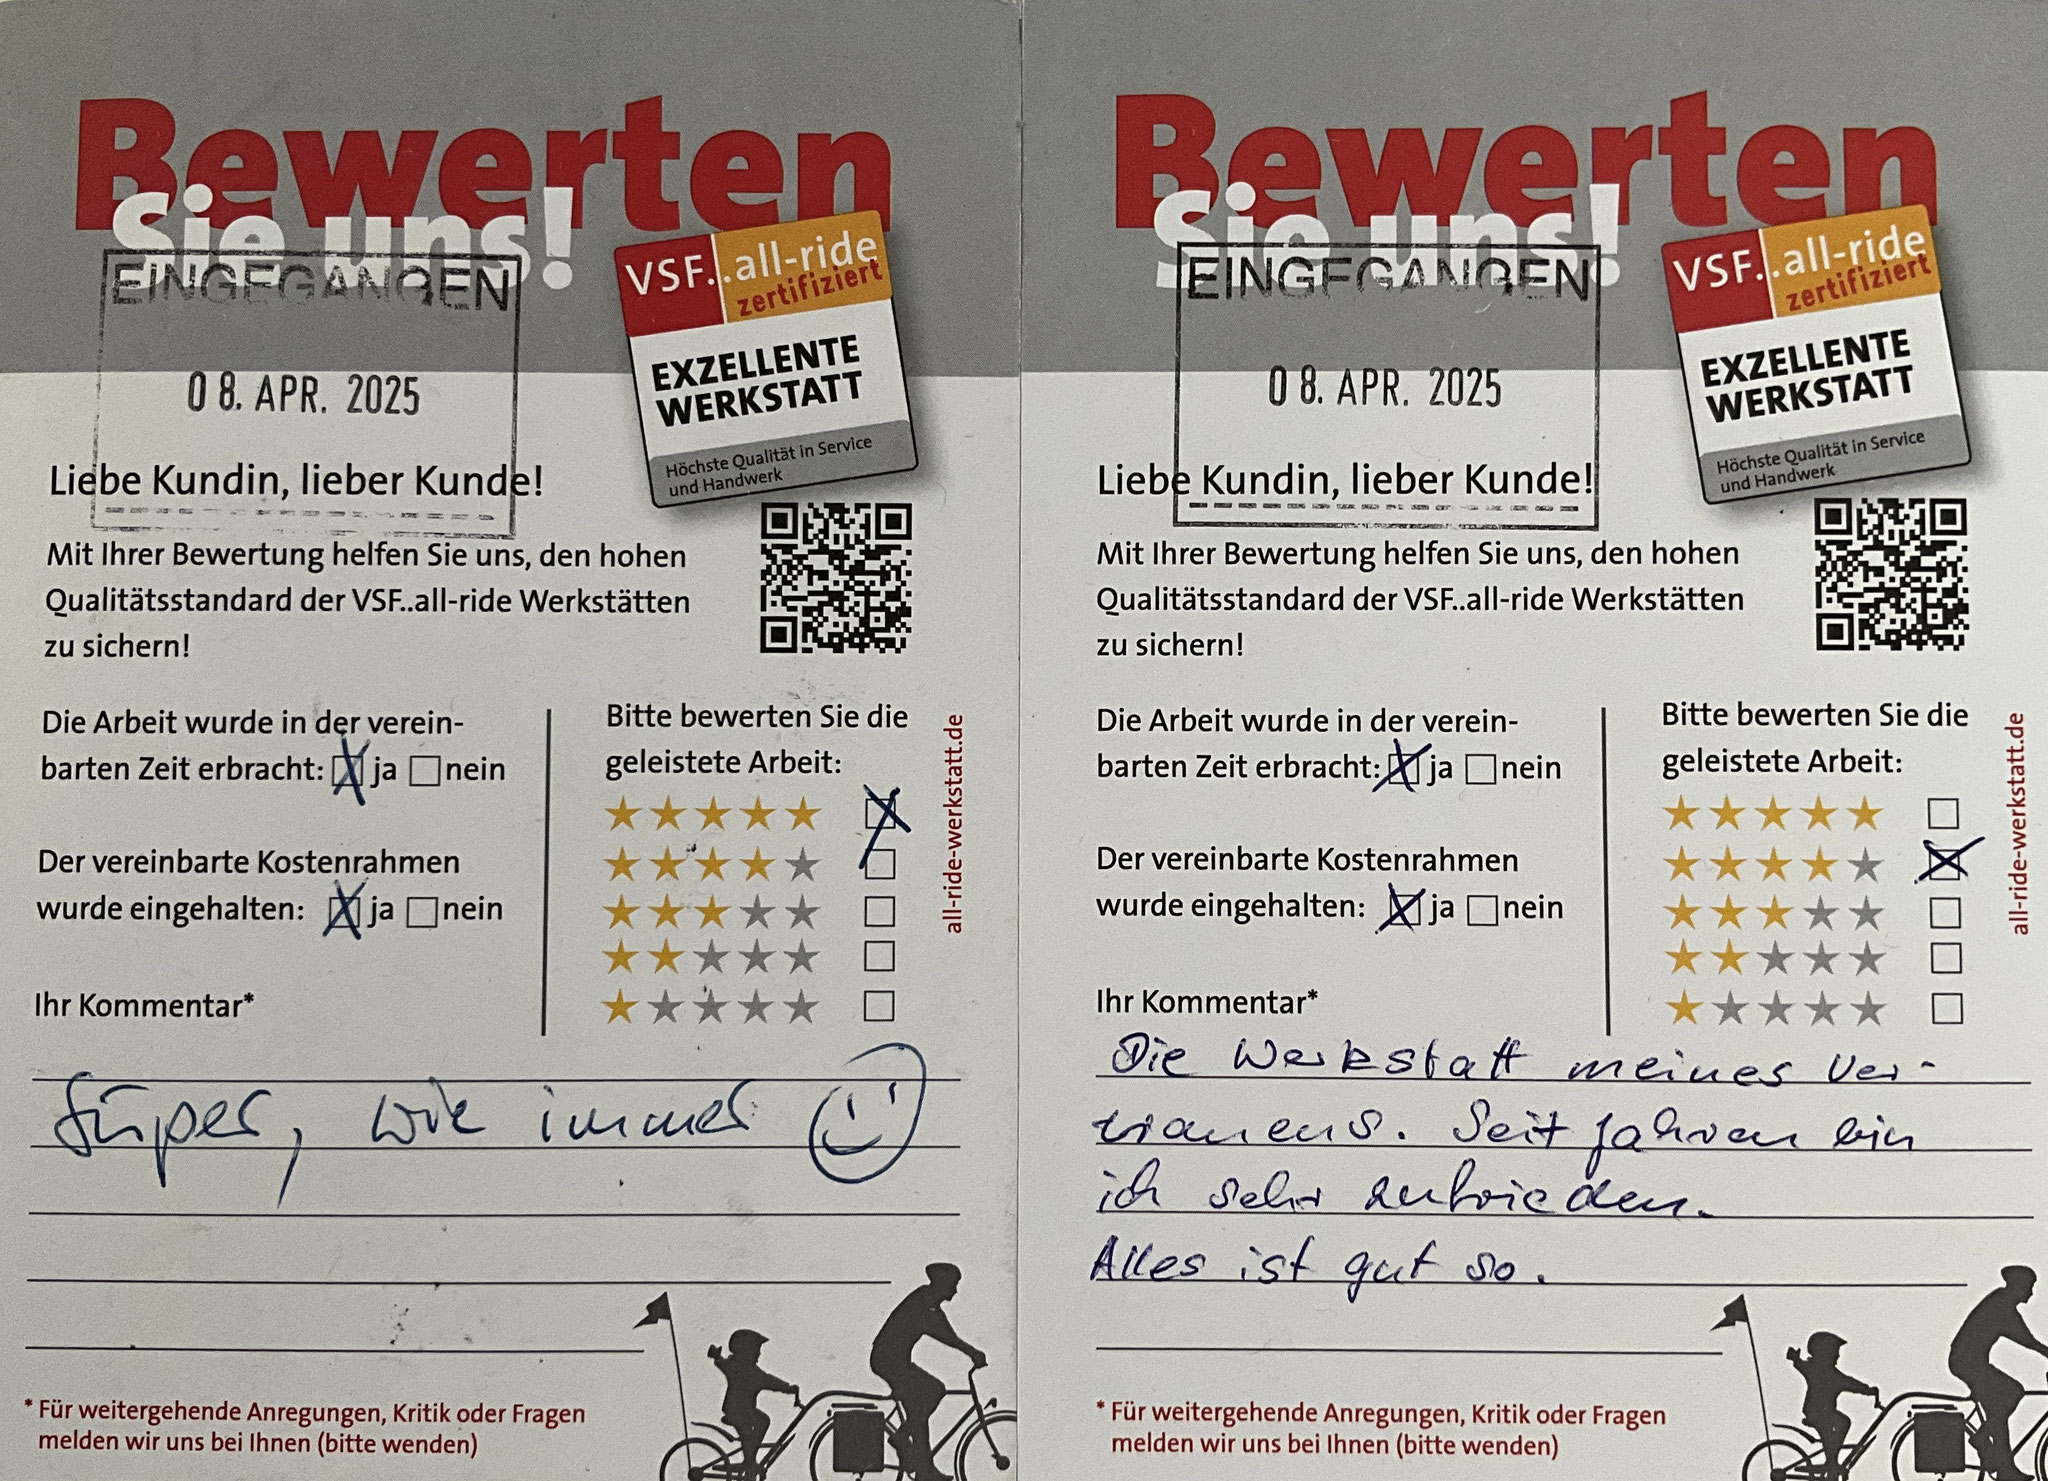 Bewerten
Sie uns!
EINGEGANGEN
08. APR. 2025
VSF..all-ride
zertifiziert
EXZELLENTE
WERKSTATT
Höchste Qualität in Service
und Handwerk
Liebe Kundin, lieber Kunde!
Mit Ihrer Bewertung helfen Sie uns, den hohen
Qualitätsstandard der VSF..all-ride Werkstätten
zu sichern!
Die Arbeit wurde in der verein-
barten Zeit erbracht: ja nein
Der vereinbarte Kostenrahmen
wurde eingehalten: ja nein
Bitte bewerten Sie die
geleistete Arbeit:
all-ride-werkstatt.de
Ihr Kommentar*
Super, wie immer
* Für weitergehende Anregungen, Kritik oder Fragen
melden wir uns bei Ihnen (bitte wenden)
Bewerten
Sie uns!
EINGEGANGEN
08. APR. 2025
VSF..all-ride
zertifiziert
EXZELLENTE
WERKSTATT
Höchste Qualität in Service
und Handwerk
Liebe Kundin, lieber Kunde!
Mit Ihrer Bewertung helfen Sie uns, den hohen
Qualitätsstandard der VSF..all-ride Werkstätten
zu sichern!
Die Arbeit wurde in der verein-
barten Zeit erbracht: ja nein
Der vereinbarte Kostenrahmen
wurde eingehalten: ja nein
Bitte bewerten Sie die
geleistete Arbeit:
all-ride-werkstatt.de
Ihr Kommentar*
Die Werkstatt meines Ver-
trauens. Seit Jahren bin
ich sehr zufrieden.
Alles ist gut so.
* Für weitergehende Anregungen, Kritik oder Fragen
melden wir uns bei Ihnen (bitte wenden)